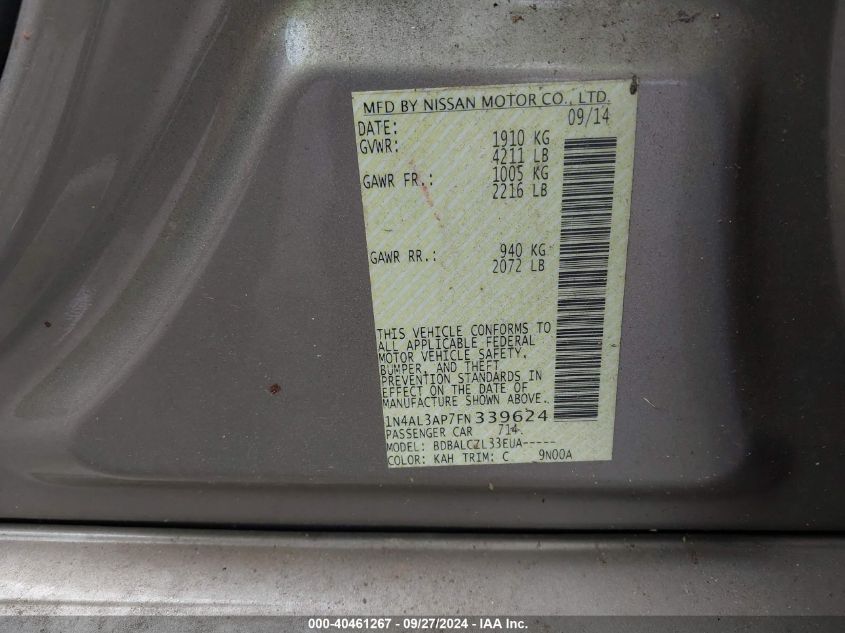 MFD BY NISSAN MOTOR CO., LTD.
DATE: 09/14
GVWR: 1910 KG
4211 LB
GAWR FR.: 1005 KG
2216 LB
GAWR RR.: 940 KG
2072 LB
THIS VEHICLE CONFORMS TO
ALL APPLICABLE FEDERAL
MOTOR VEHICLE SAFETY,
BUMPER, AND THEFT
PREVENTION STANDARDS IN
EFFECT ON THE DATE OF
MANUFACTURE SHOWN ABOVE.
1N4AL3AP7FN339624
PASSENGER CAR 714
MODEL: BDBALCZL33EUA-----
COLOR: KAH TRIM: C 9N00A
000-40461267 - 09/27/2024 - IAA Inc.